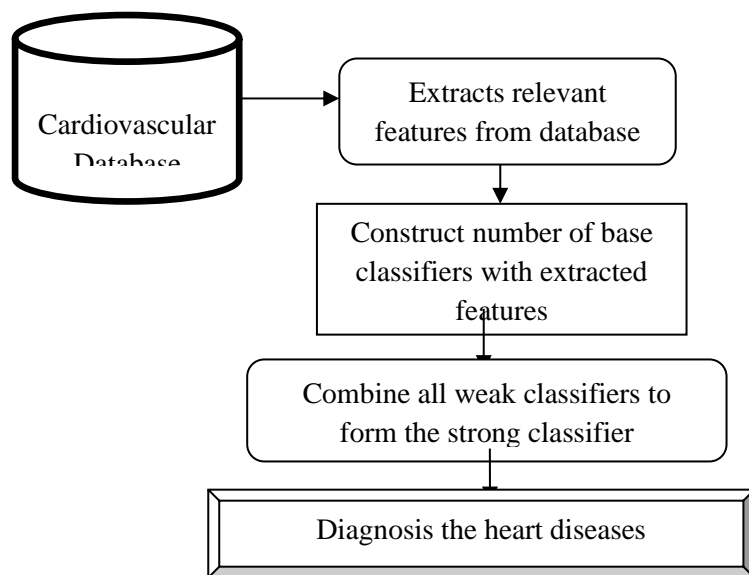 Cardiovascular
Database
Extracts relevant
features from database
Construct number of base
classifiers with extracted
features
Combine all weak classifiers to
form the strong classifier
Diagnosis the heart diseases